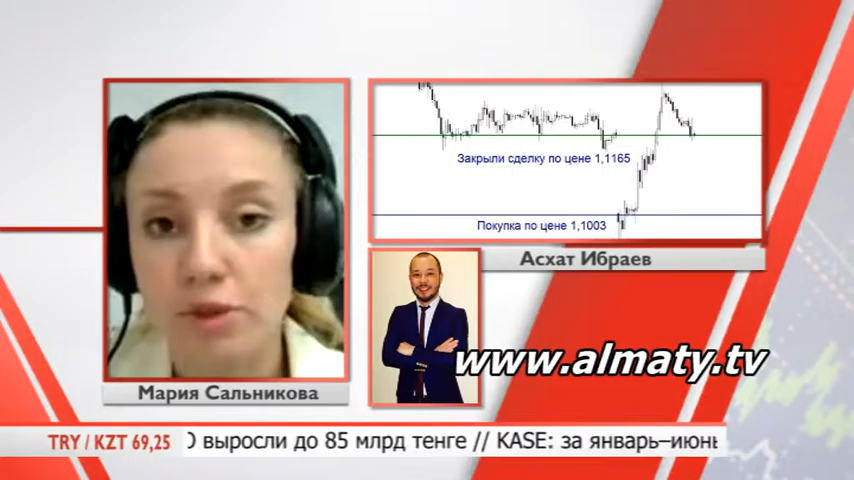 Закрыли сделку по цене 1,1165
Покупка по цене 1,1003
Асхат Ибраев
www.almaty.tv
Мария Сальникова
TRY / KZT 69,25 О выросли до 85 млрд тенге // KASE: за январь–июнь